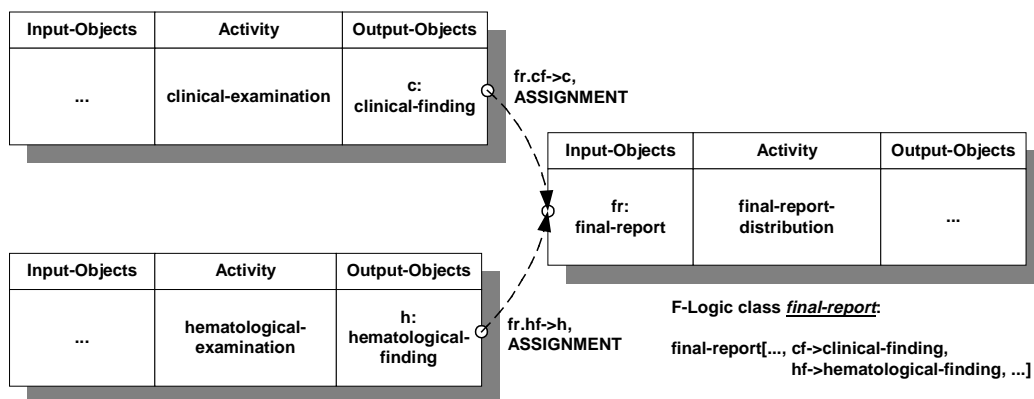 Input-Objects Activity Output-Objects
...
clinical-examination
c:
clinical-finding
fr.cf->c,
ASSIGNMENT
Input-Objects Activity Output-Objects
fr:
final-report
final-report-
distribution
...
Input-Objects Activity Output-Objects
...
hematological-
examination
h:
hematological-
finding
fr.hf->h,
ASSIGNMENT
F-Logic class final-report:
final-report[..., cf->clinical-finding,
hf->hematological-finding, ...]